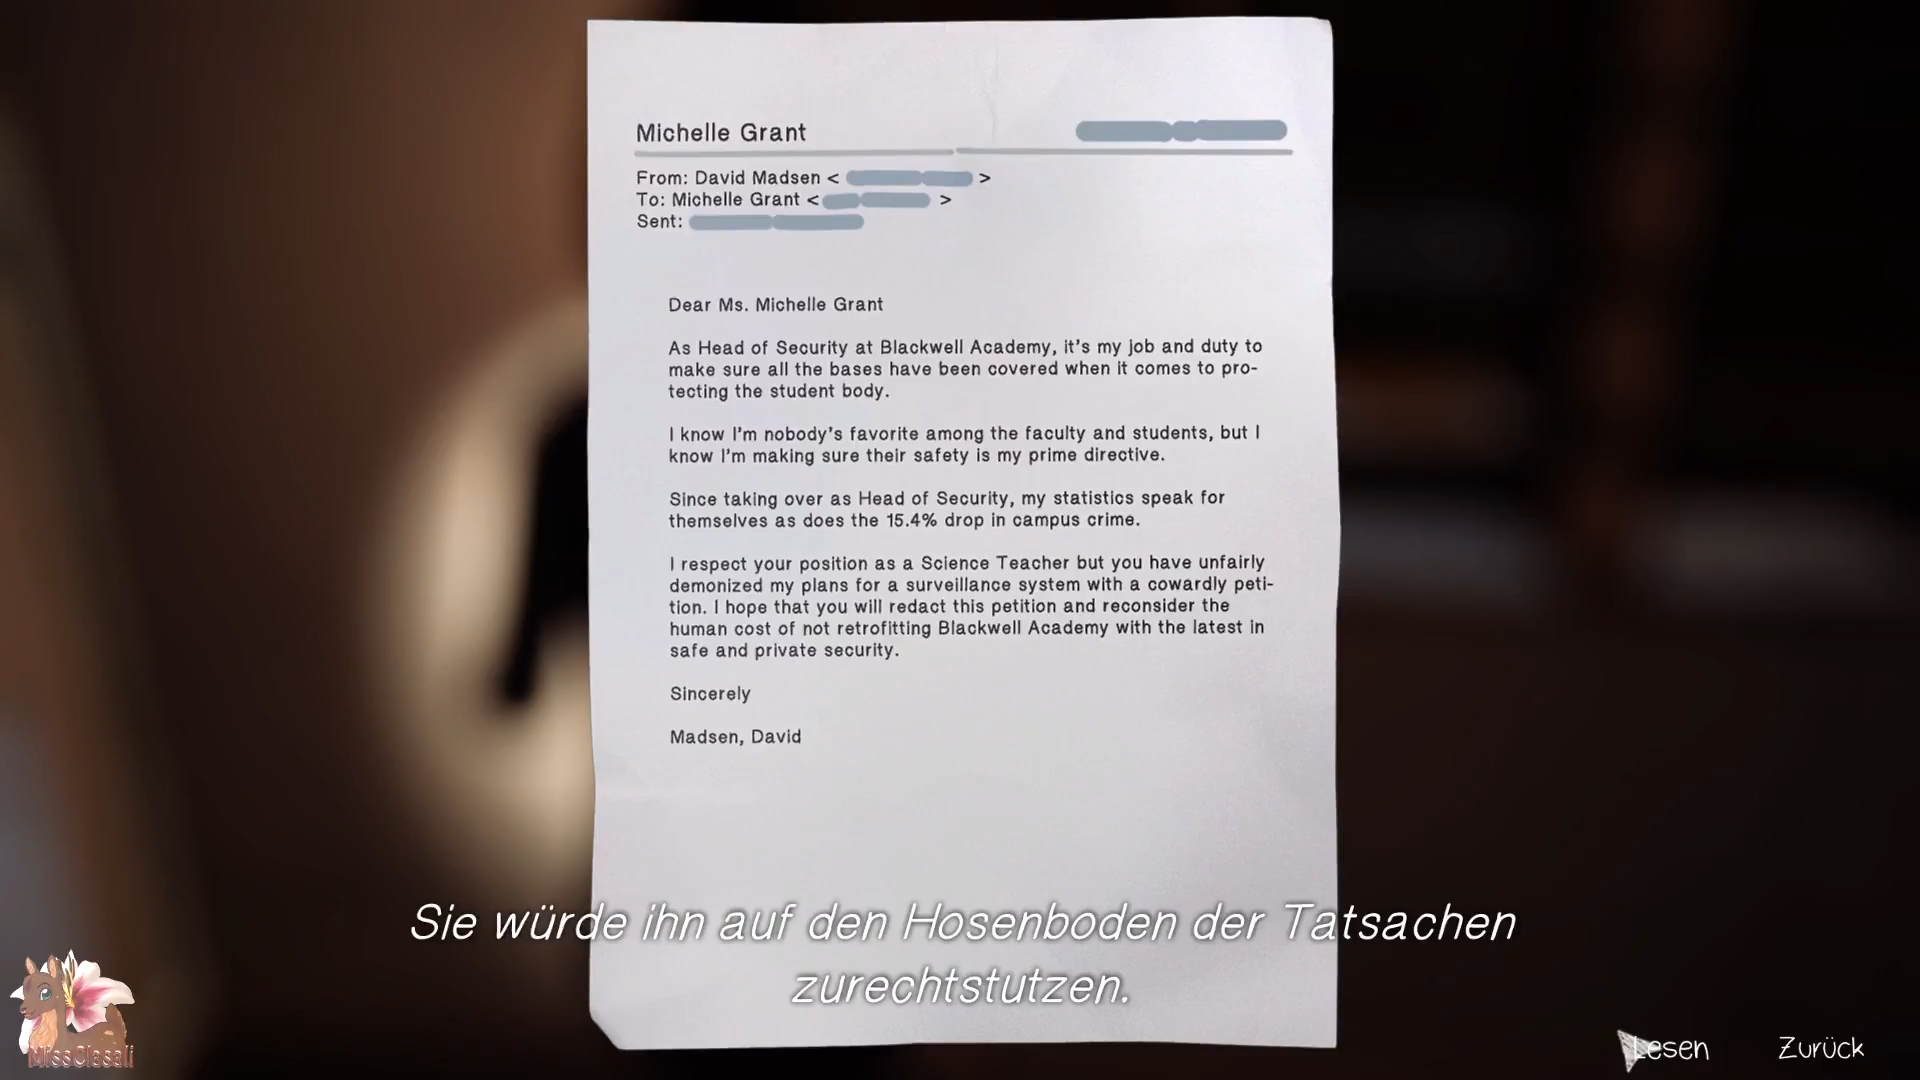 Michelle Grant
From: David Madsen < >
To: Michelle Grant < >
Sent:
Dear Ms. Michelle Grant
As Head of Security at Blackwell Academy, it's my job and duty to
make sure all the bases have been covered when it comes to pro-
tecting the student body.
I know I'm nobody's favorite among the faculty and students, but I
know I'm making sure their safety is my prime directive.
Since taking over as Head of Security, my statistics speak for
themselves as does the 15.4% drop in campus crime.
I respect your position as a Science Teacher but you have unfairly
demonized my plans for a surveillance system with a cowardly peti-
tion. I hope that you will redact this petition and reconsider the
human cost of not retrofitting Blackwell Academy with the latest in
safe and private security.
Sincerely
Madsen, David
Sie würde ihn auf den Hosenboden der Tatsachen
zurechtstutzen.
MissClasali
Lesen Zurück